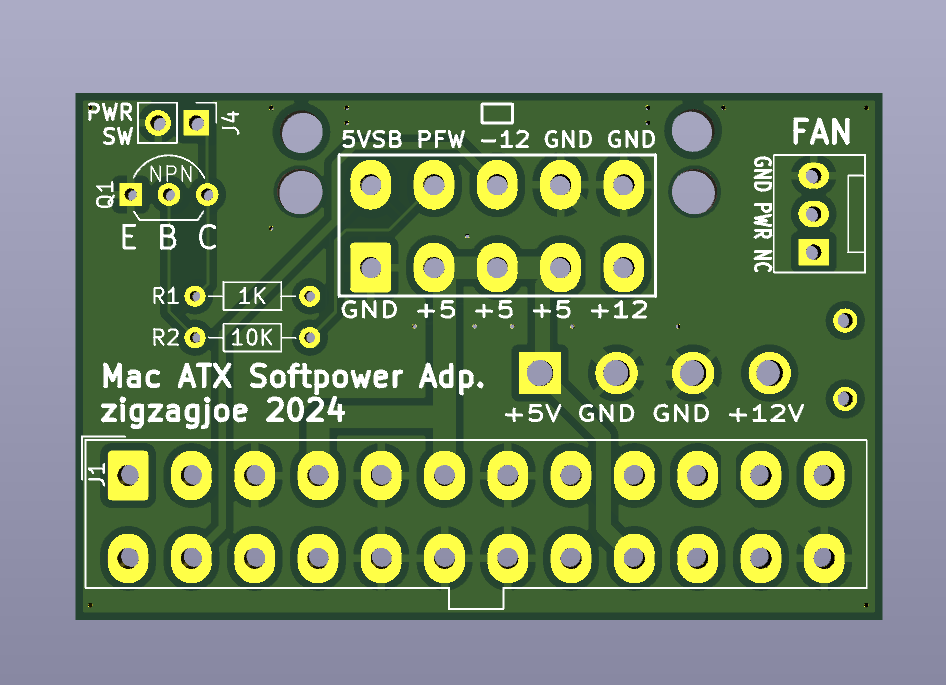 PWR
SW
J4
5VSB PFW -12 GND GND
FAN
Q1
NPN
E B C
GND PWR NC
R1 1K
GND +5 +5 +5 +12
R2 10K
Mac ATX Softpower Adp.
zigzagjoe 2024
+5V GND GND +12V
J1